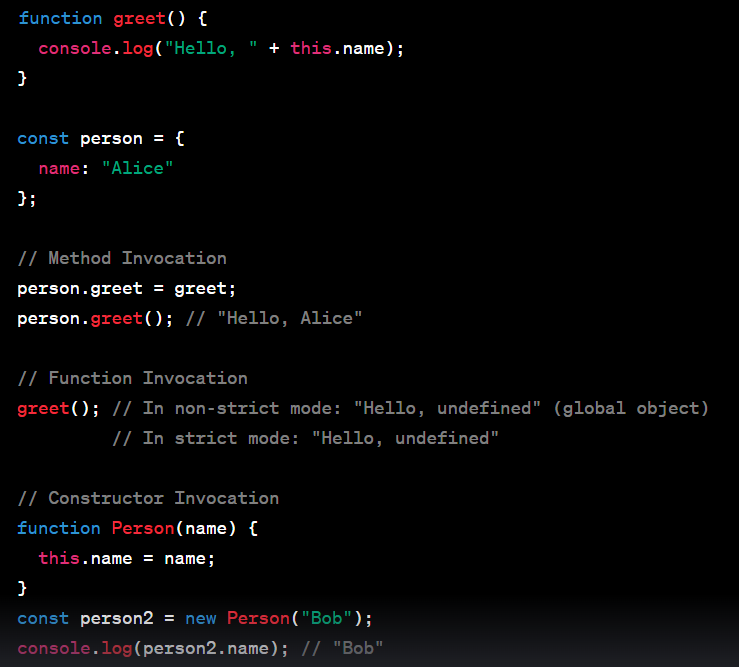 function greet() {
  console.log("Hello, " + this.name);
}
const person = {
  name: "Alice"
};
// Method Invocation
person.greet = greet;
person.greet(); // "Hello, Alice"
// Function Invocation
greet(); // In non-strict mode: "Hello, undefined" (global object)
         // In strict mode: "Hello, undefined"
// Constructor Invocation
function Person(name) {
  this.name = name;
}
const person2 = new Person("Bob");
console.log(person2.name); // "Bob"